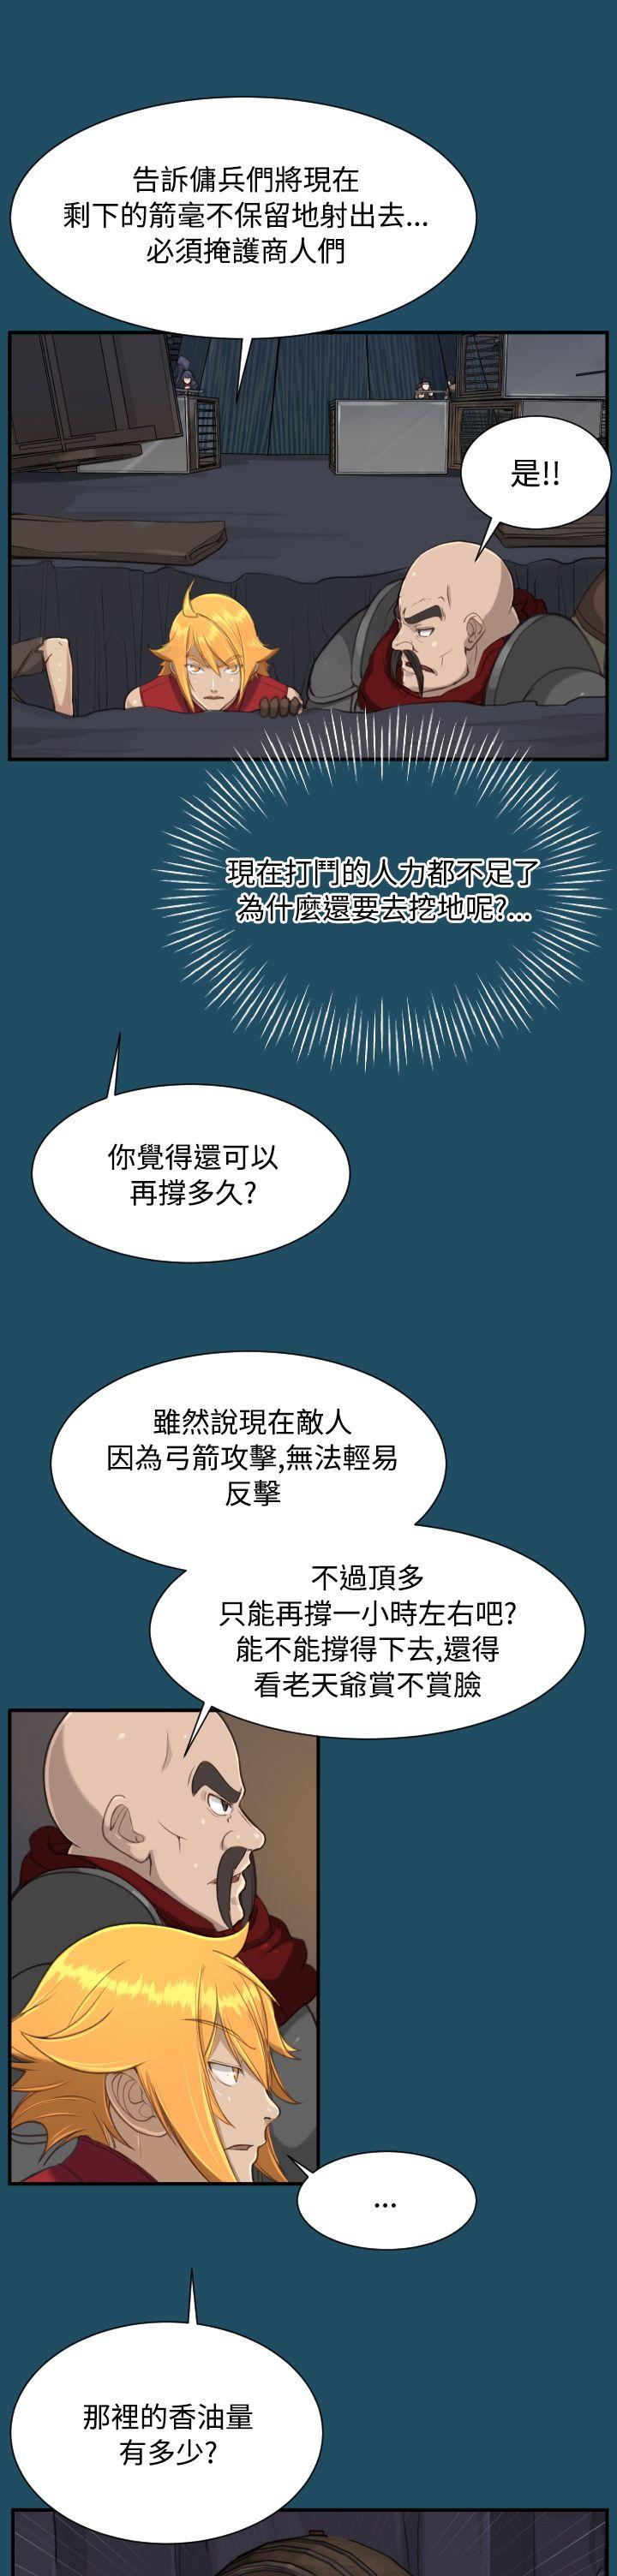 告訴傭兵們將現在
剩下的箭毫不保留地射出去...
必須掩護商人們
是!!
現在打鬥的人力都不足了
為什麼還要去挖地呢?...
你覺得還可以
再撐多久?
雖然說現在敵人
因為弓箭攻擊,無法輕易
反擊
不過頂多
只能再撐一小時左右吧?
能不能撐得下去,還得
看老天爺賞不賞臉
...
那裡的香油量
有多少?